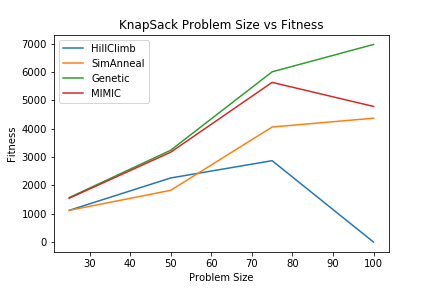 KnapSack Problem Size vs Fitness
HillClimb
SimAnneal
Genetic
MIMIC
Fitness
7000
6000
5000
4000
3000
2000
1000
0
30 40 50 60 70 80 90 100
Problem Size